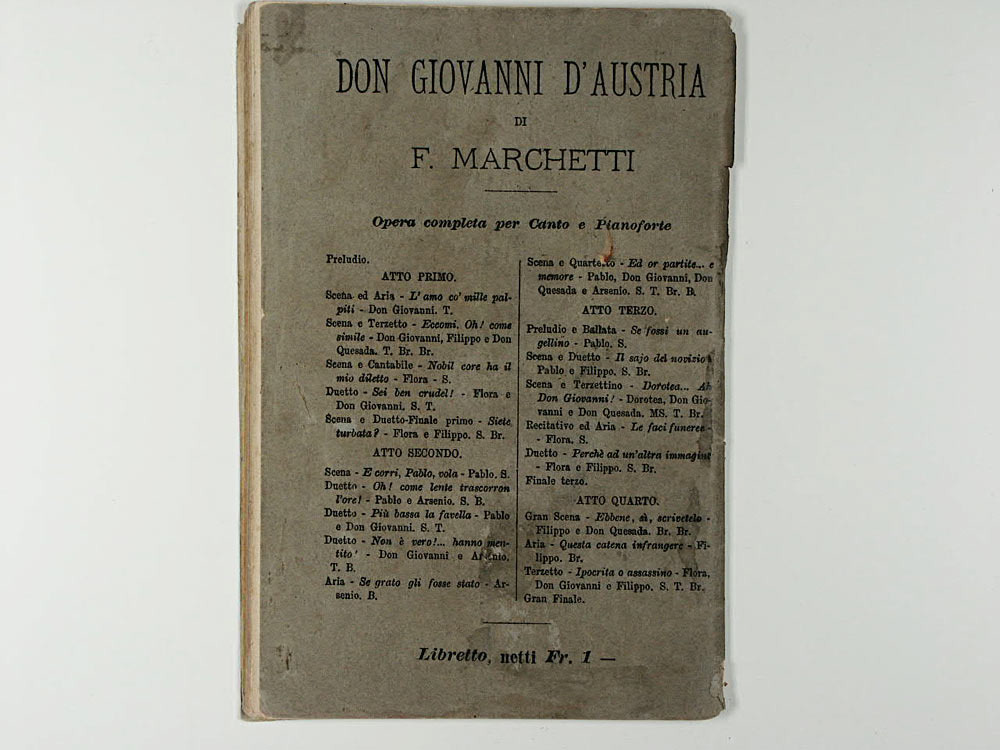 DON GIOVANNI D'AUSTRIA
DI
F. MARCHETTI
Opera completa per Canto e Pianoforte
Preludio.
ATTO PRIMO.
Scena ed Aria - L'amo co' mille pal-
piti - Don Giovanni. T.
Scena e Terzetto - Eccomi. Oh! come
simile - Don Giovanni, Filippo e Don
Quesada. T. Br. Br.
Scena e Cantabile - Nobil core ha il
mio diletto - Flora - S.
Duetto - Sei ben crudel! - Flora e
Don Giovanni. S. T.
Scena e Duetto-Finale primo - Siete
turbata? - Flora e Filippo. S. Br.
ATTO SECONDO.
Scena - E corri, Pablo, vola - Pablo. S.
Duetto - Oh! come lente trascorron
l'ore! - Pablo e Arsenio. S. B.
Duetto - Più bassa la favella - Pablo
e Don Giovanni. S. T.
Duetto - Non è vero!... hanno men-
tito' - Don Giovanni e Arsenio.
T. B.
Aria - Se grato gli fosse stato - Ar-
senio. B.
Scena e Quartetto - Ed or partite... e
memore - Pablo, Don Giovanni, Don
Quesada e Arsenio. S. T. Br. B.
ATTO TERZO.
Preludio e Ballata - Se fossi un au-
gellino - Pablo. S.
Scena e Duetto - Il sajo del novizio
Pablo e Filippo. S. Br.
Scena e Terzettino - Dorotea... Ah
Don Giovanni! - Dorotea, Don Gio-
vanni e Don Quesada. MS. T. Br.
Recitativo ed Aria - Le faci funeree -
- Flora. S.
Duetto - Perchè ad un'altra immagine
- Flora e Filippo. S. Br.
Finale terzo.
ATTO QUARTO.
Gran Scena - Ebbene, sì, scrivetelo -
Filippo e Don Quesada. Br. Br.
Aria - Questa catena infrangere - Fi-
lippo. Br.
Terzetto - Ipocrita o assassino - Flora,
Don Giovanni e Filippo. S. T. Br.
Gran Finale.
Libretto, netti Fr. 1 —